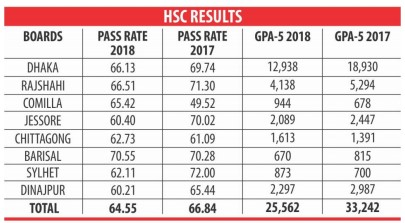 HSC RESULTS
BOARDS PASS RATE 2018 PASS RATE 2017 GPA-5 2018 GPA-5 2017
DHAKA 66.13 69.74 12,938 18,930
RAJSHAHI 66.51 71.30 4,138 5,294
COMILLA 65.42 49.52 944 678
JESSORE 60.40 70.02 2,089 2,447
CHITTAGONG 62.73 61.09 1,613 1,391
BARISAL 70.55 70.28 670 815
SYLHET 62.11 72.00 873 700
DINAJPUR 60.21 65.44 2,297 2,987
TOTAL 64.55 66.84 25,562 33,242